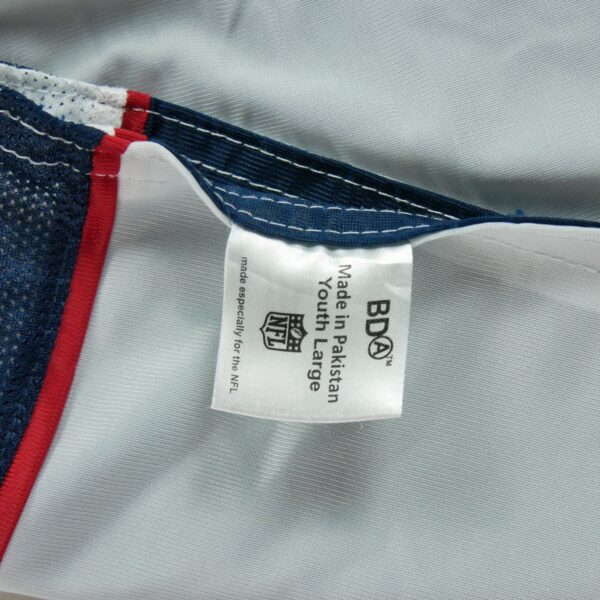 BDA™
Made in Pakistan
Youth Large
NFL
made especially for the NFL